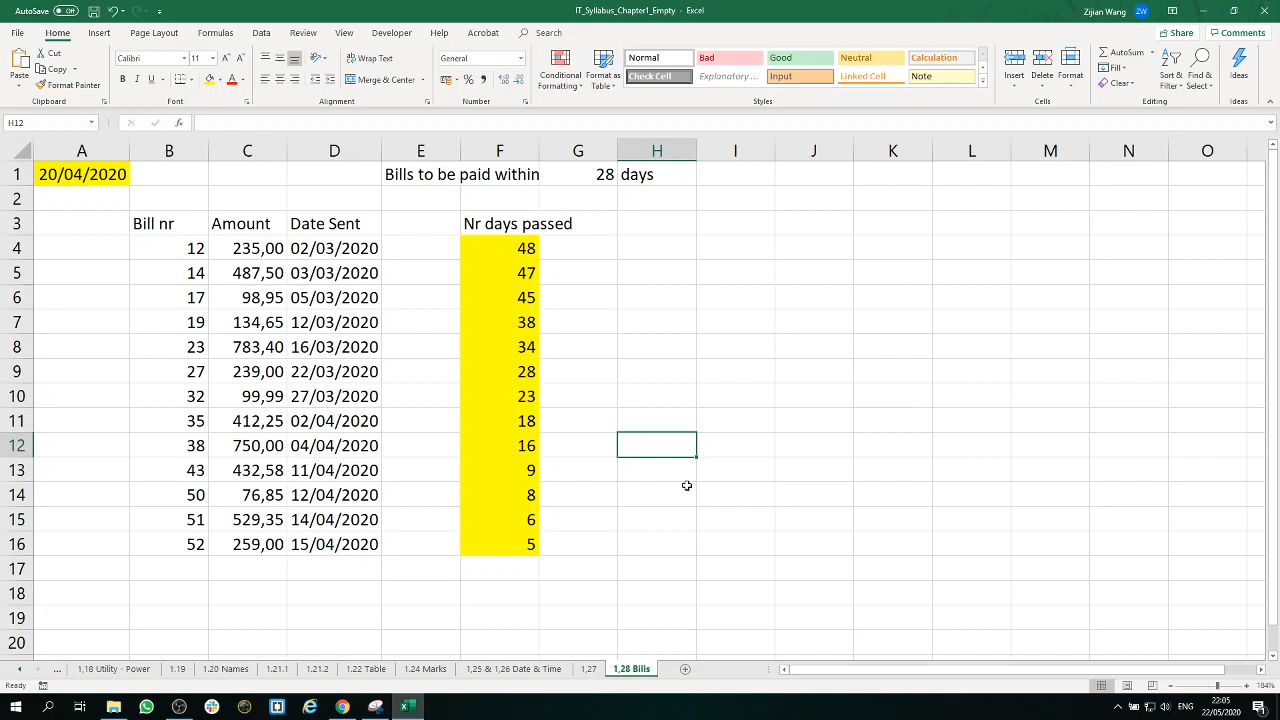 AutoSave Off
IT_Syllabus_Chapter1_Empty - Excel
Zijian Wang ZW
File Home Insert Page Layout Formulas Data Review View Developer Help Acrobat Search Share Comments
Paste Cut Copy Format Painter
Calibri 11 B I U A A
Wrap Text Merge & Center
General
Conditional Formatting Format as Table
Normal Bad Good Neutral Calculation
Check Cell Explanatory ... Input Linked Cell Note
Insert Delete Format
AutoSum Fill Clear
Sort & Filter Find & Select
Ideas
Clipboard Font Alignment Number Styles Cells Editing Ideas
H12 fx
A B C D E F G H I J K L M N O
1 20/04/2020 Bills to be paid within 28 days
2
3 Bill nr Amount Date Sent Nr days passed
4 12 235,00 02/03/2020 48
5 14 487,50 03/03/2020 47
6 17 98,95 05/03/2020 45
7 19 134,65 12/03/2020 38
8 23 783,40 16/03/2020 34
9 27 239,00 22/03/2020 28
10 32 99,99 27/03/2020 23
11 35 412,25 02/04/2020 18
12 38 750,00 04/04/2020 16
13 43 432,58 11/04/2020 9
14 50 76,85 12/04/2020 8
15 51 529,35 14/04/2020 6
16 52 259,00 15/04/2020 5
17
18
19
20
... 1,18 Utility - Power 1.19 1.20 Names 1.21.1 1.21.2 1.22 Table 1.24 Marks 1,25 & 1,26 Date & Time 1,27 1,28 Bills
Ready 184%
ENG 22:05
22/05/2020